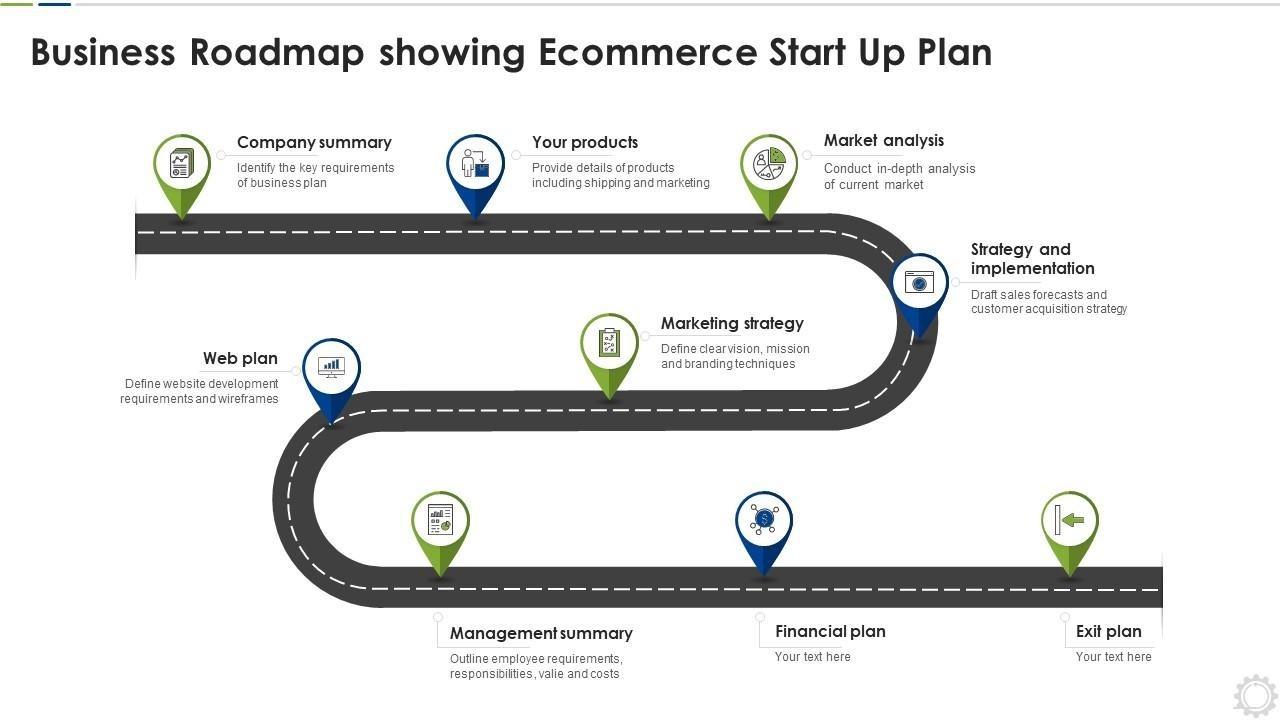 Business Roadmap showing Ecommerce Start Up Plan
Company summary
Identify the key requirements
of business plan
Your products
Provide details of products
including shipping and marketing
Market analysis
Conduct in-depth analysis
of current market
Strategy and
implementation
Draft sales forecasts and
customer acquisition strategy
Marketing strategy
Define clear vision, mission
and branding techniques
Web plan
Define website development
requirements and wireframes
Management summary
Outline employee requirements,
responsibilities, valie and costs
Financial plan
Your text here
Exit plan
Your text here